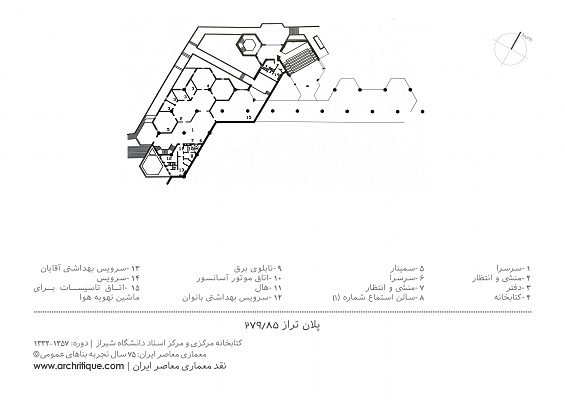 ۱-سرسرا
۲-منشی و انتظار
۳-دفتر
۴-کتابخانه
۵-سمینار
۶-سرسرا
۷-منشی و انتظار
۸-سالن استماع شماره (۱)
۹-تابلوی برق
۱۰-اتاق موتور آسانسور
۱۱-هال
۱۲-سرویس بهداشتی بانوان
۱۳-سرویس بهداشتی آقایان
۱۴-سرویس
۱۵-اتاق تاسیسات برای
ماشین تهویه هوا
پلان تراز ۲۷۹/۸۵
کتابخانه مرکزی و مرکز اسناد دانشگاه شیراز | دوره: ۱۳۵۷-۱۳۳۲
معماری معاصر ایران: ۷۵ سال تجربه بناهای عمومی©
نقد معماری معاصر ایران | www.archritique.com